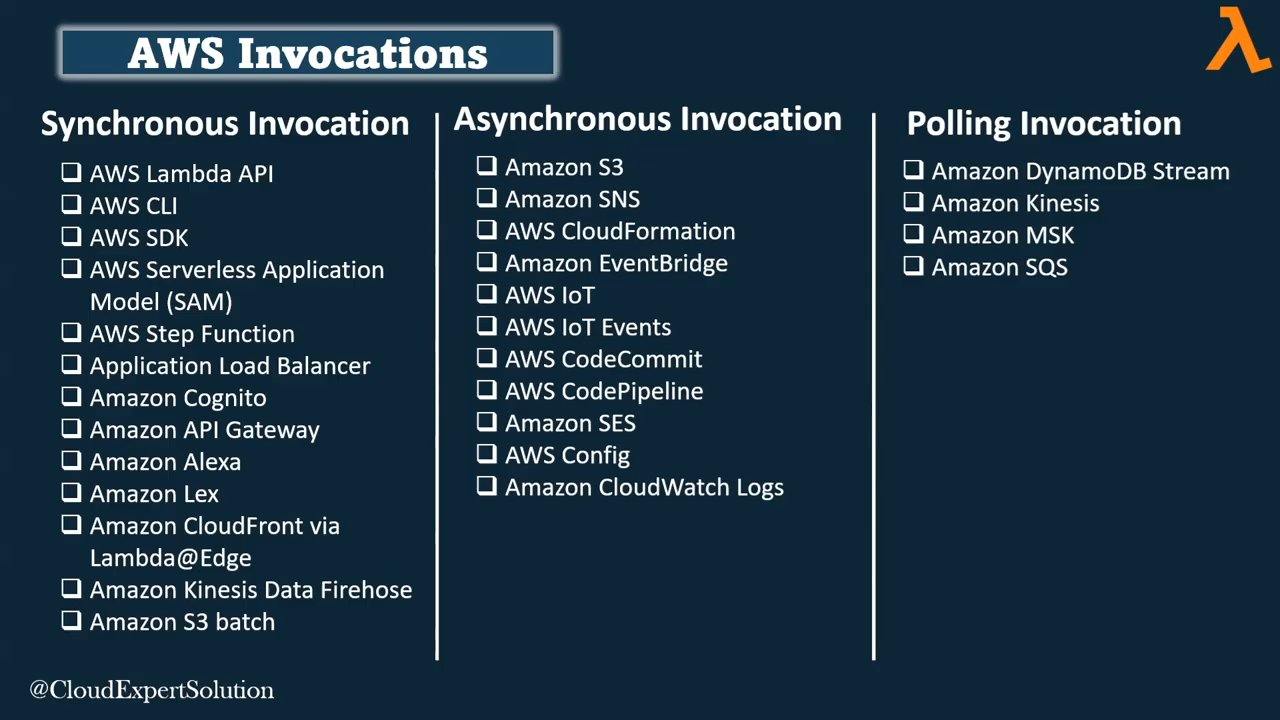 AWS Invocations
Synchronous Invocation
❑ AWS Lambda API
❑ AWS CLI
❑ AWS SDK
❑ AWS Serverless Application
Model (SAM)
❑ AWS Step Function
❑ Application Load Balancer
❑ Amazon Cognito
❑ Amazon API Gateway
❑ Amazon Alexa
❑ Amazon Lex
❑ Amazon CloudFront via
Lambda@Edge
❑ Amazon Kinesis Data Firehose
❑ Amazon S3 batch
Asynchronous Invocation
❑ Amazon S3
❑ Amazon SNS
❑ AWS CloudFormation
❑ Amazon EventBridge
❑ AWS IoT
❑ AWS IoT Events
❑ AWS CodeCommit
❑ AWS CodePipeline
❑ Amazon SES
❑ AWS Config
❑ Amazon CloudWatch Logs
Polling Invocation
❑ Amazon DynamoDB Stream
❑ Amazon Kinesis
❑ Amazon MSK
❑ Amazon SQS
@CloudExpertSolution